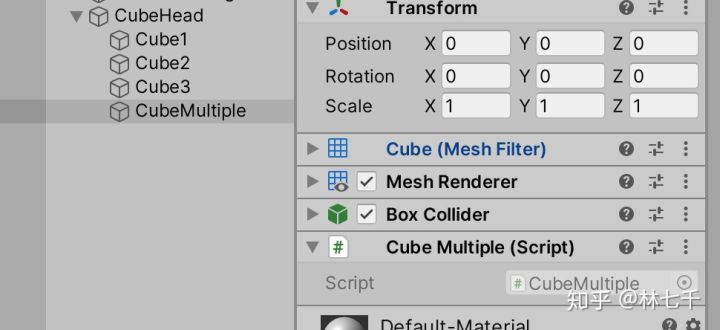 CubeHead
Cube1
Cube2
Cube3
CubeMultiple
Transform
Position X 0 Y 0 Z 0
Rotation X 0 Y 0 Z 0
Scale X 1 Y 1 Z 1
Cube (Mesh Filter)
Mesh Renderer
Box Collider
# Cube Multiple (Script)
Script # CubeMultiple
Default-Material
知乎 @林七千